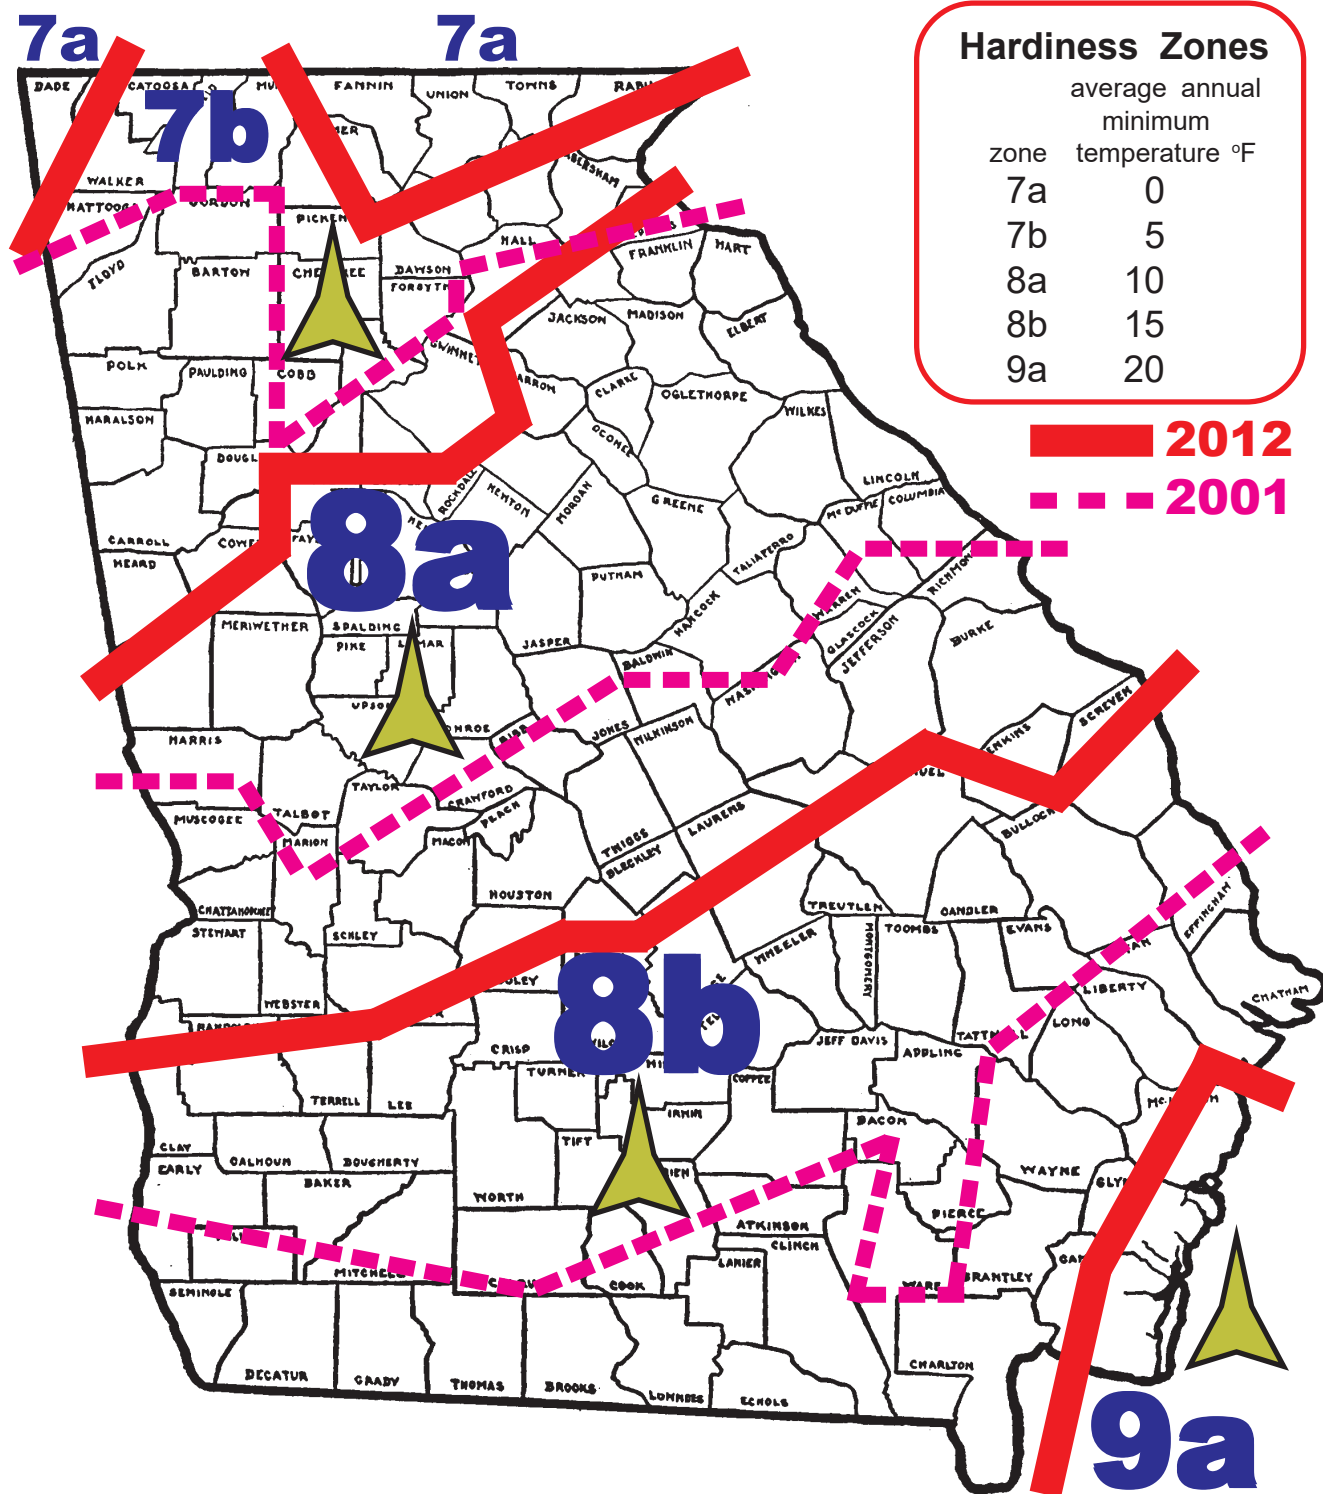 7a
7a
7b
8a
8b
9a
Hardiness Zones
average annual
minimum
zone temperature °F
7a 0
7b 5
8a 10
8b 15
9a 20
2012
2001
DADE
CATOOSA
FANNIN
UNION
TOWNS
WALKER
GORDON
HALL
FRANKLIN
HART
FLOYD
BARTOW
DAWSON
FORSYTH
JACKSON
MADISON
ELBERT
POLK
PAULDING
COBB
CLARKE
OGLETHORPE
WILKES
HARALSON
OCONEE
LINCOLN
ROCKDALE
NEWTON
MORGAN
GREENE
McDUFFIE
COLUMBIA
CARROLL
HEARD
TALIAFERRO
PUTNAM
HANCOCK
WARREN
RICHMON
GLASCOCK
JEFFERSON
BURKE
MERIWETHER
SPALDING
PIKE
JASPER
BALDWIN
HARRIS
JONES
WILKINSON
SCREVEN
TALBOT
TAYLOR
CRAWFORD
PEACH
MUSCOGEE
MARION
MACON
TWIGGS
BLECKLEY
LAURENS
BULLOCH
HOUSTON
CHATTAHOOCHEE
STEWART
SCHLEY
TREUTLEN
CANDLER
WHEELER
MONTGOMERY
TOOMBS
EVANS
EFFINGHAM
WEBSTER
LIBERTY
CHATHAM
CRISP
JEFF DAVIS
APPLING
LONG
TURNER
COFFEE
TERRELL
LEE
IRWIN
BACON
CLAY
EARLY
CALHOUN
DOUGHERTY
TIFT
BAKER
WORTH
WAYNE
PIERCE
ATKINSON
CLINCH
MITCHELL
COOK
LANIER
WARE
BRANTLEY
SEMINOLE
DECATUR
GRADY
THOMAS
BROOKS
LOWNDES
ECHOLS
CHARLTON